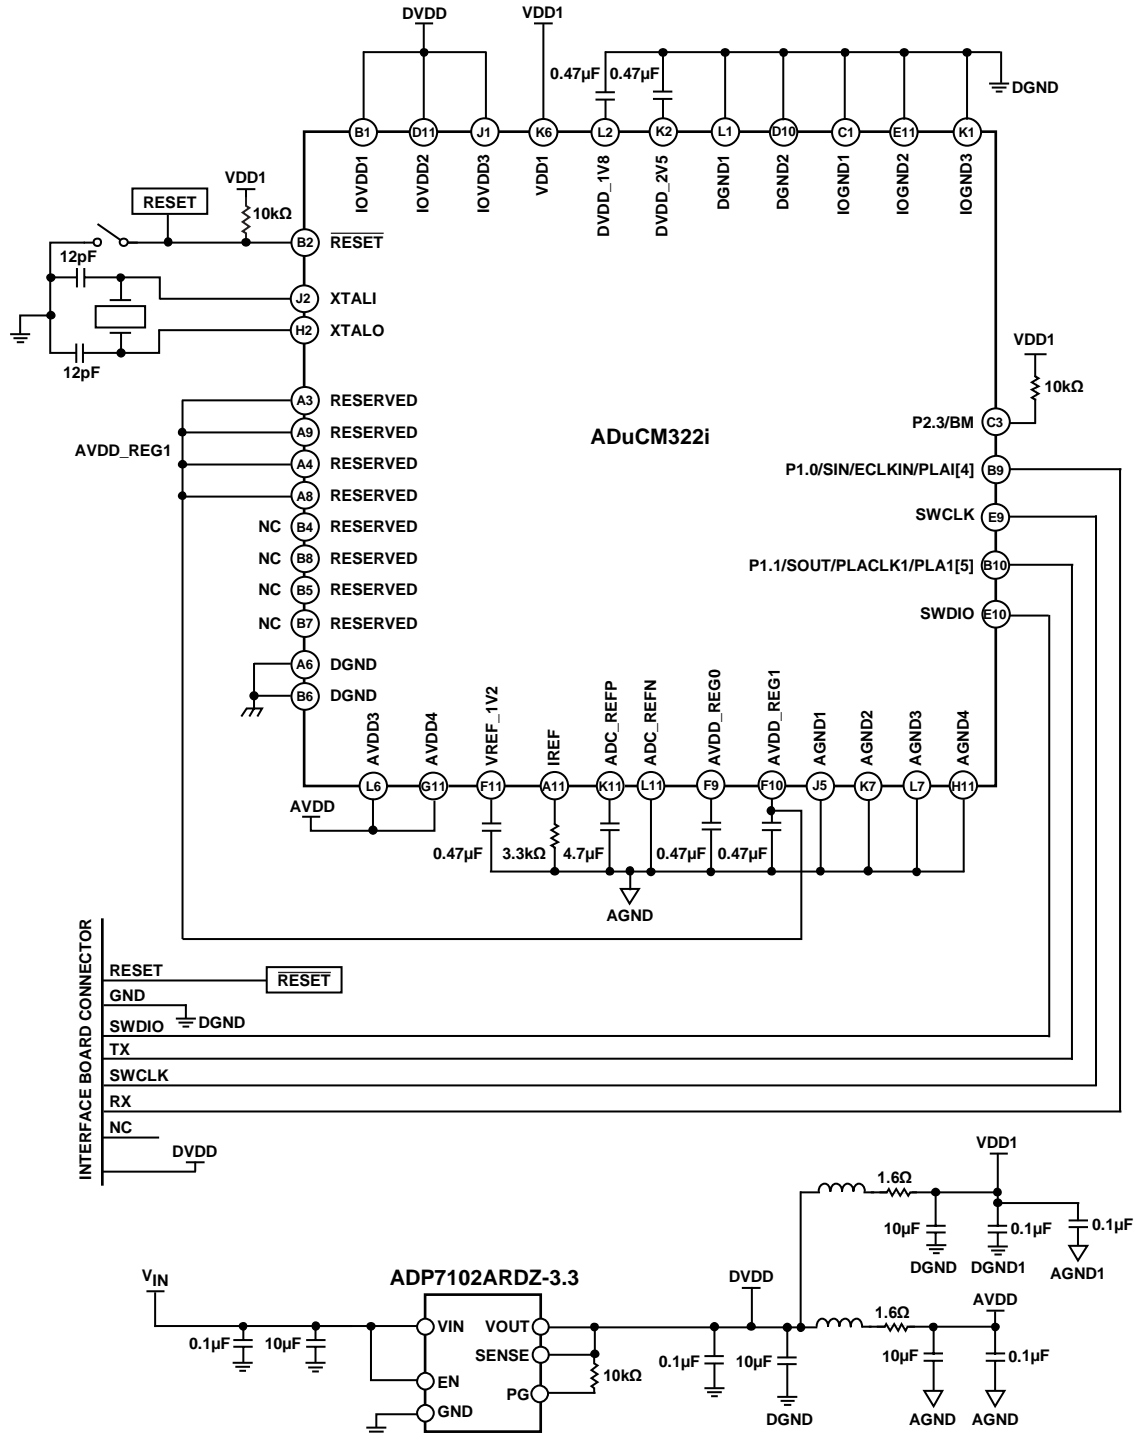 DVDD
VDD1
0.47µF
0.47µF
DGND
B1
D11
J1
K6
L2
K2
L1
D10
C1
E11
K1
IOVDD1
IOVDD2
IOVDD3
VDD1
DVDD_1V8
DVDD_2V5
DGND1
DGND2
IOGND1
IOGND2
IOGND3
VDD1
RESET
10kΩ
B2
RESET
12pF
J2
XTALI
H2
XTALO
12pF
VDD1
10kΩ
A3
RESERVED
A9
RESERVED
AVDD_REG1
A4
RESERVED
A8
RESERVED
NC
B4
RESERVED
NC
B8
RESERVED
NC
B5
RESERVED
NC
B7
RESERVED
A6
DGND
B6
DGND
ADuCM322i
P2.3/BM
C3
P1.0/SIN/ECLKIN/PLAI[4]
B9
SWCLK
E9
P1.1/SOUT/PLACLK1/PLA1[5]
B10
SWDIO
E10
AVDD3
AVDD4
VREF_1V2
IREF
ADC_REFP
ADC_REFN
AVDD_REG0
AVDD_REG1
AGND1
AGND2
AGND3
AGND4
L6
G11
F11
A11
K11
L11
F9
F10
J5
K7
L7
H11
AVDD
0.47µF
3.3kΩ
4.7µF
0.47µF
0.47µF
AGND
INTERFACE BOARD CONNECTOR
RESET
RESET
GND
DGND
SWDIO
TX
SWCLK
RX
NC
DVDD
VDD1
1.6Ω
10µF
0.1µF
0.1µF
DGND
DGND1
AGND1
VIN
ADP7102ARDZ-3.3
DVDD
1.6Ω
AVDD
0.1µF
10µF
VIN
VOUT
SENSE
EN
PG
GND
10kΩ
0.1µF
10µF
10µF
0.1µF
DGND
AGND
AGND